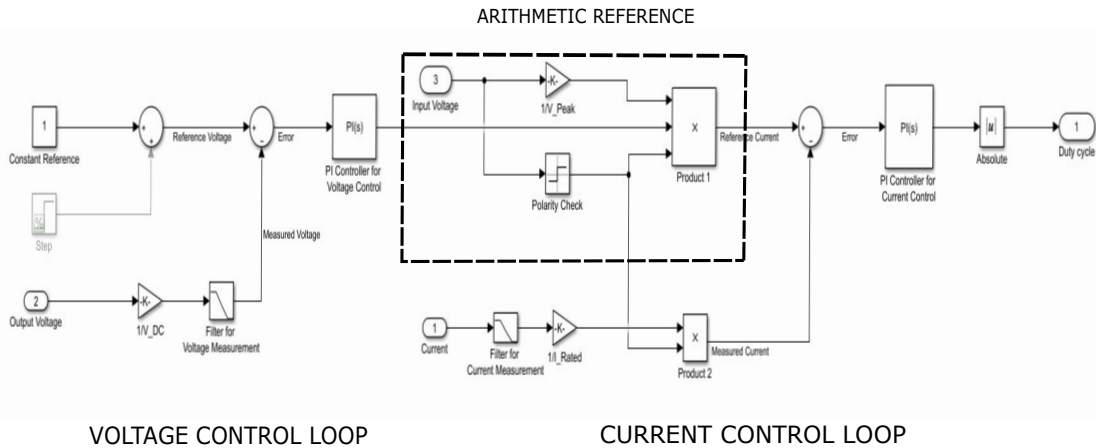 ARITHMETIC REFERENCE
3
Input Voltage
-K-
1/V_Peak
1
Constant Reference
+
+
Reference Voltage
+
-
Error
PI(s)
PI Controller for
Voltage Control
X
Product 1
Reference Current
+
-
Error
PI(s)
PI Controller for
Current Control
|u|
Absolute
1
Duty cycle
Polarity Check
Step
Measured Voltage
2
Output Voltage
-K-
1/V_DC
Filter for
Voltage Measurement
1
Current
Filter for
Current Measurement
-K-
1/I_Rated
X
Product 2
Measured Current
VOLTAGE CONTROL LOOP
CURRENT CONTROL LOOP